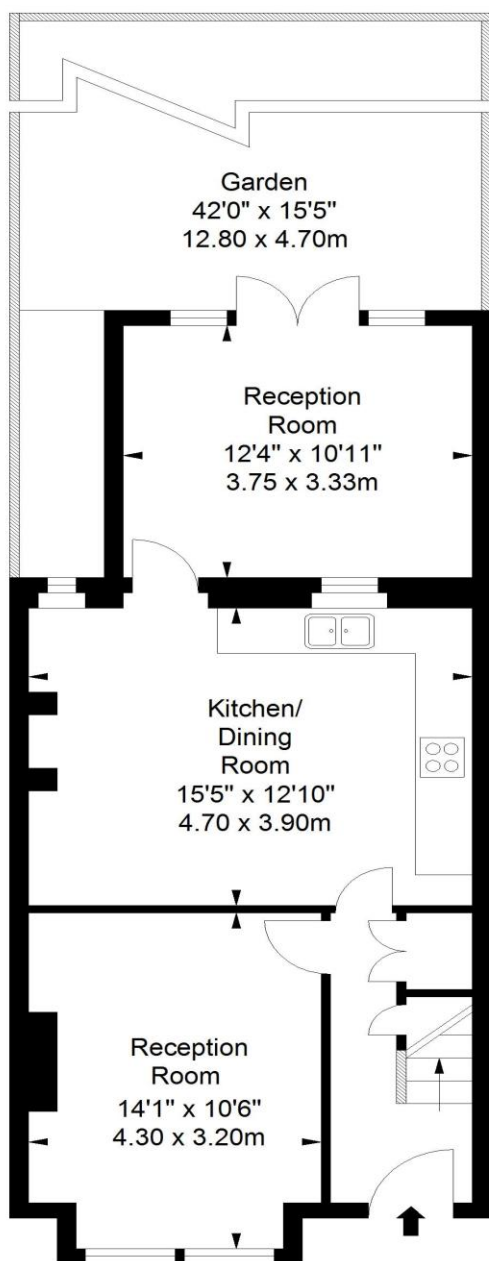 Garden
42'0" x 15'5"
12.80 x 4.70m
Reception
Room
12'4" x 10'11"
3.75 x 3.33m
Kitchen/
Dining
Room
15'5" x 12'10"
4.70 x 3.90m
Reception
Room
14'1" x 10'6"
4.30 x 3.20m